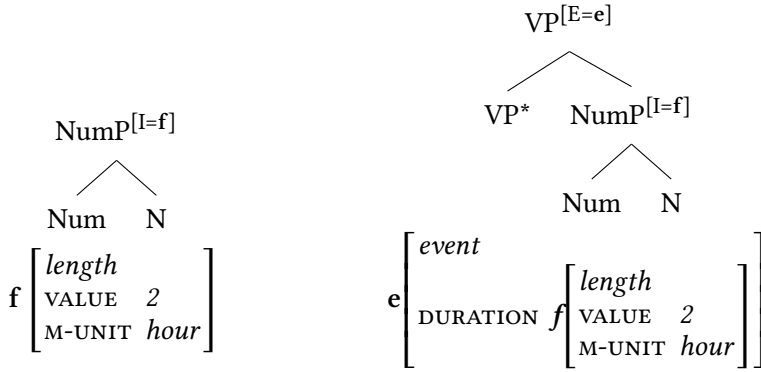 NumP[I=f]
Num N
f [length
VALUE 2
M-UNIT hour]
VP[E=e]
VP* NumP[I=f]
Num N
e [event
DURATION f [length
VALUE 2
M-UNIT hour]]